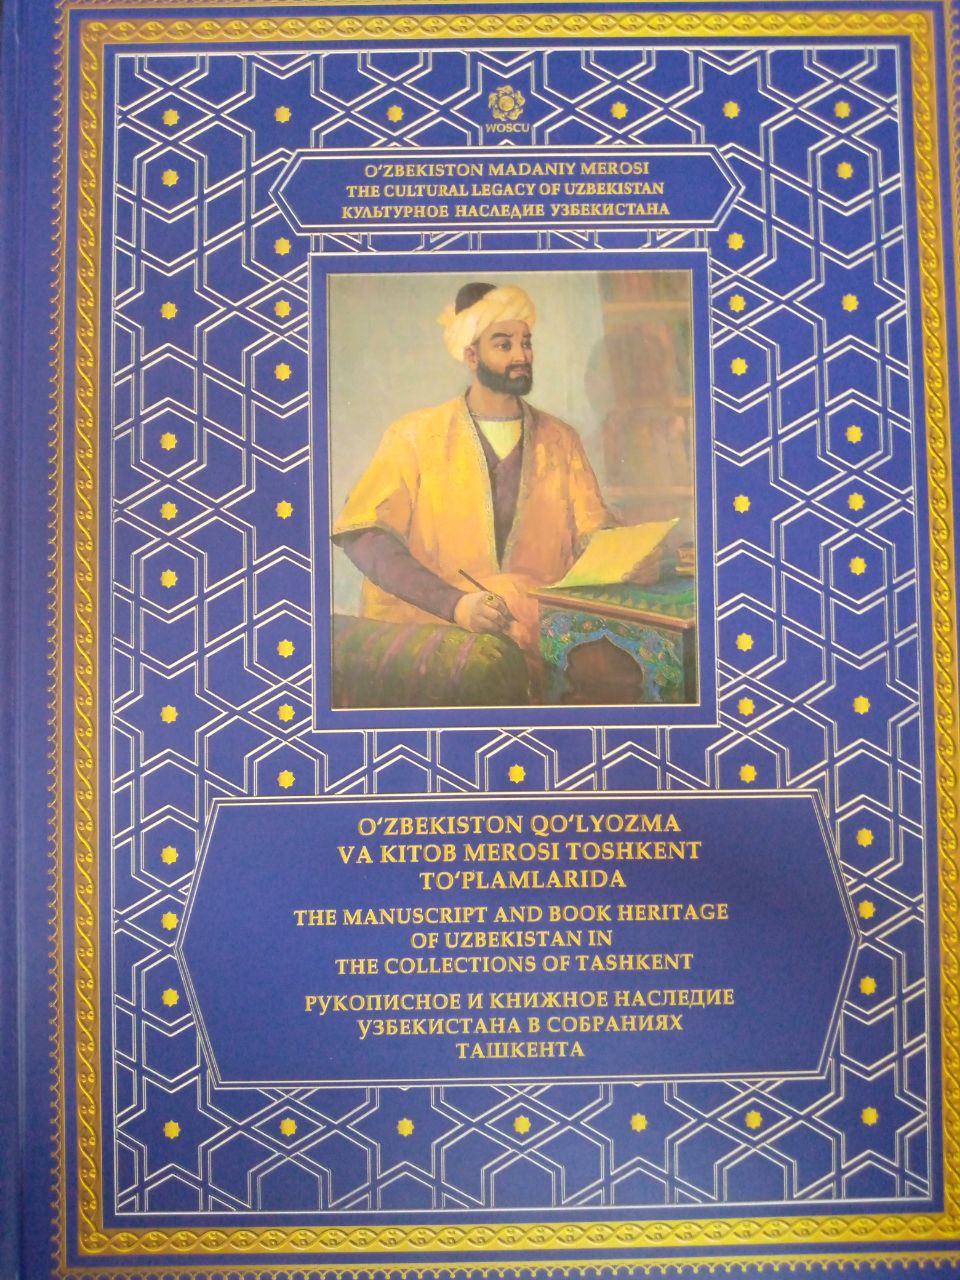 WOSCU
O‘ZBEKISTON MADANIY MEROSI
THE CULTURAL LEGACY OF UZBEKISTAN
КУЛЬТУРНОЕ НАСЛЕДИЕ УЗБЕКИСТАНА
O‘ZBEKISTON QO‘LYOZMA
VA KITOB MEROSI TOSHKENT
TO‘PLAMLARIDA
THE MANUSCRIPT AND BOOK HERITAGE
OF UZBEKISTAN IN
THE COLLECTIONS OF TASHKENT
РУКОПИСНОЕ И КНИЖНОЕ НАСЛЕДИЕ
УЗБЕКИСТАНА В СОБРАНИЯХ
ТАШКЕНТА